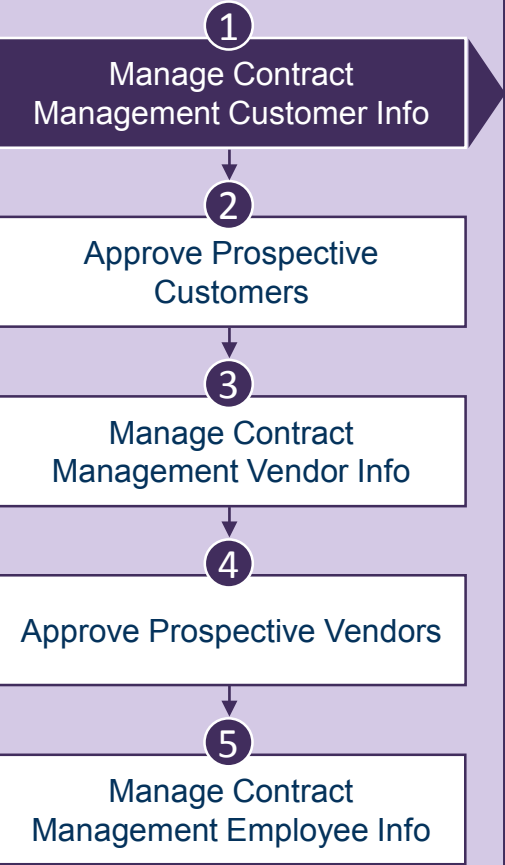 1
Manage Contract
Management Customer Info
2
Approve Prospective
Customers
3
Manage Contract
Management Vendor Info
4
Approve Prospective Vendors
5
Manage Contract
Management Employee Info